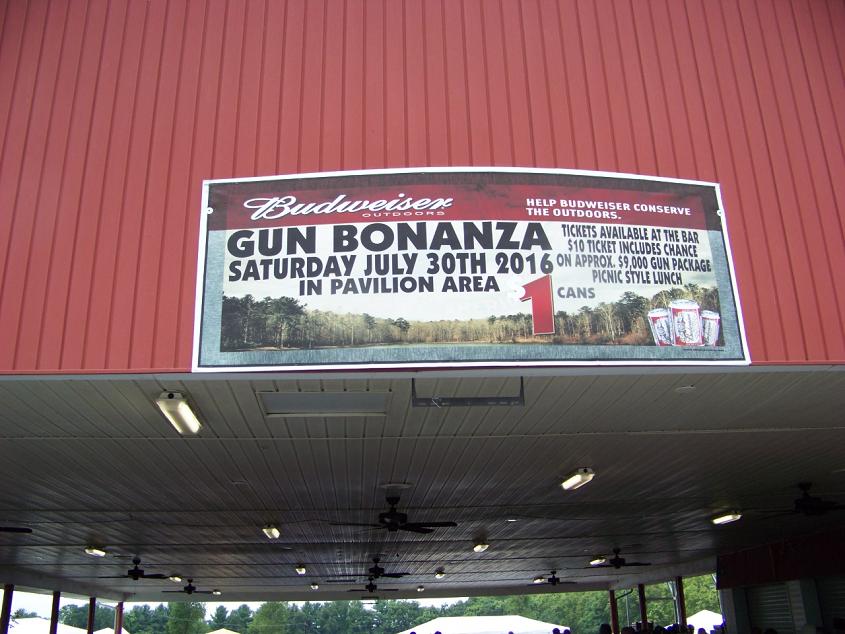 Budweiser
OUTDOORS
HELP BUDWEISER CONSERVE
THE OUTDOORS.
GUN BONANZA
SATURDAY JULY 30TH 2016
IN PAVILION AREA
TICKETS AVAILABLE AT THE BAR
$10 TICKET INCLUDES CHANCE
ON APPROX. $9,000 GUN PACKAGE
PICNIC STYLE LUNCH
$1 CANS